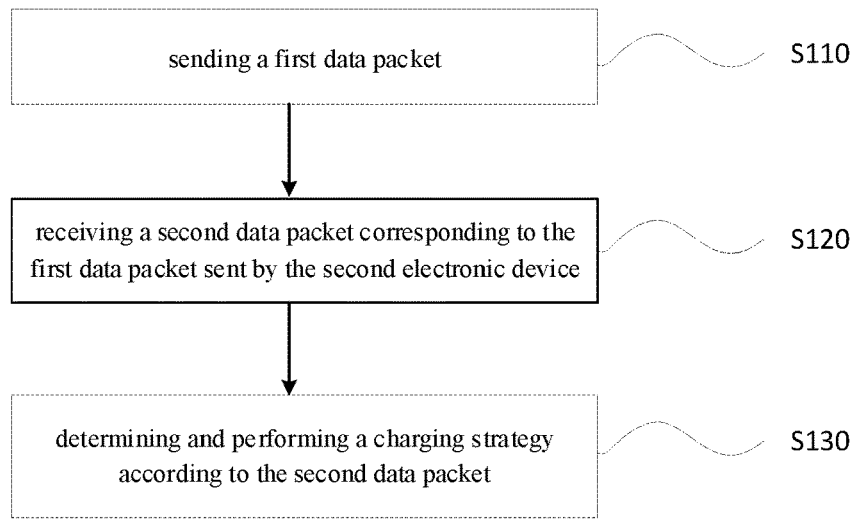 sending a first data packet
S110
receiving a second data packet corresponding to the
first data packet sent by the second electronic device
S120
determining and performing a charging strategy
according to the second data packet
S130